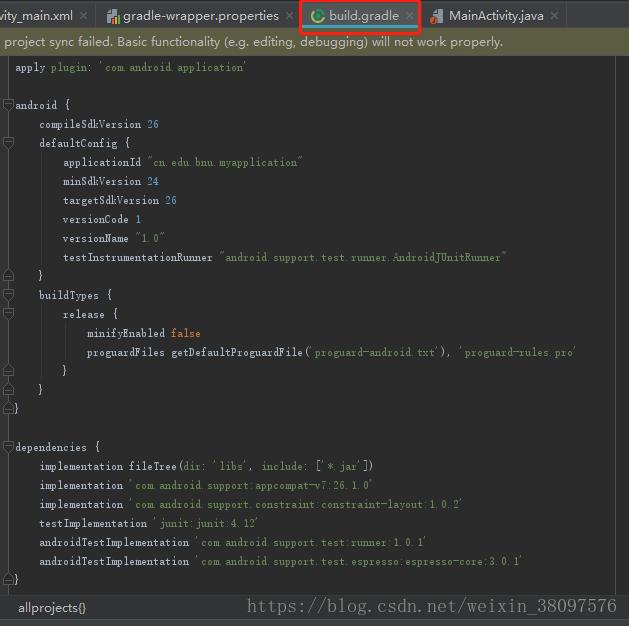 vity_main.xml × gradle-wrapper.properties × build.gradle × MainActivity.java ×
project sync failed. Basic functionality (e.g. editing, debugging) will not work properly.
apply plugin: 'com.android.application'
android {
compileSdkVersion 26
defaultConfig {
applicationId "cn.edu.bnu.myapplication"
minSdkVersion 24
targetSdkVersion 26
versionCode 1
versionName "1.0"
testInstrumentationRunner "android.support.test.runner.AndroidJUnitRunner"
}
buildTypes {
release {
minifyEnabled false
proguardFiles getDefaultProguardFile('proguard-android.txt'), 'proguard-rules.pro'
}
}
}
dependencies {
implementation fileTree(dir: 'libs', include: ['*.jar'])
implementation 'com.android.support:appcompat-v7:26.1.0'
implementation 'com.android.support.constraint:constraint-layout:1.0.2'
testImplementation 'junit:junit:4.12'
androidTestImplementation 'com.android.support.test:runner:1.0.1'
androidTestImplementation 'com.android.support.test.espresso:espresso-core:3.0.1'
}
allprojects{}
https://blog.csdn.net/weixin_38097576